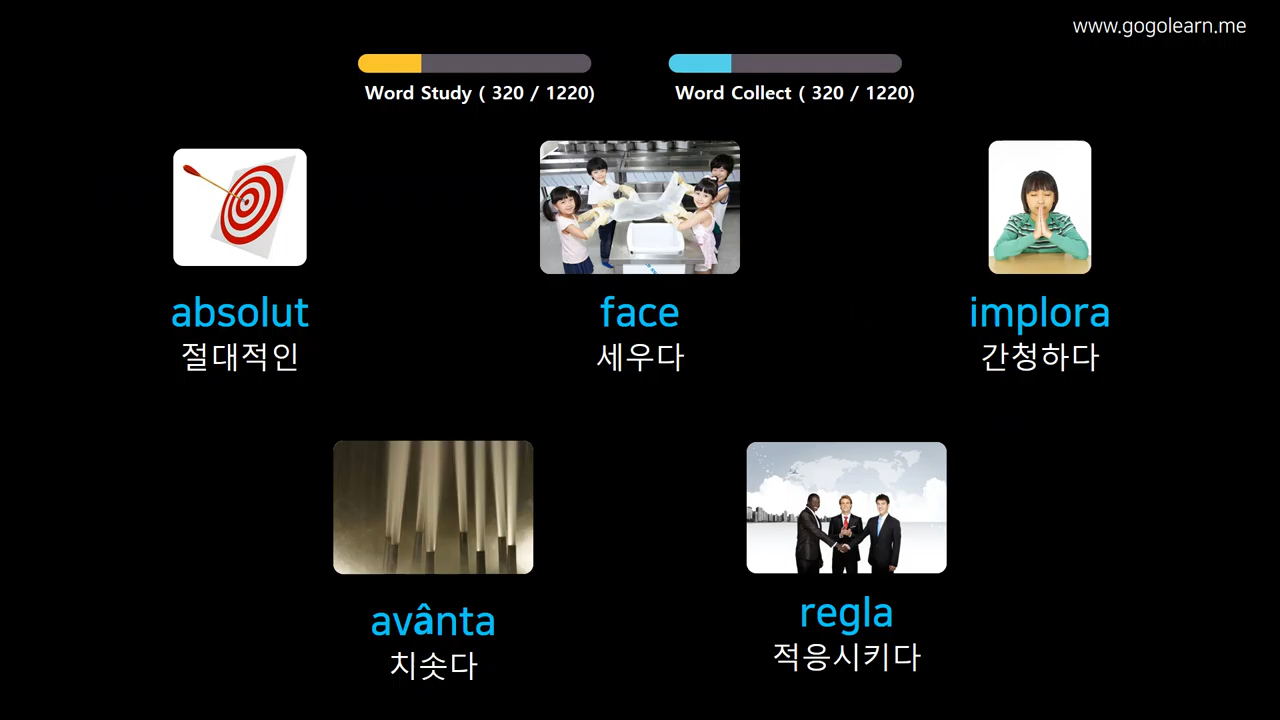 www.gogolearn.me
Word Study ( 320 / 1220)
Word Collect ( 320 / 1220)
absolut
절대적인
face
세우다
implora
간청하다
avânta
치솟다
regla
적응시키다